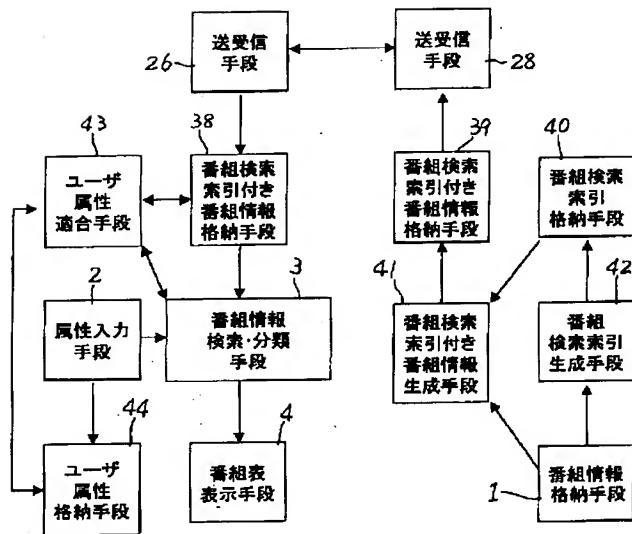 送受信
手段
26
送受信
手段
28
43
ユーザ
属性
適合手段
38
番組検索
索引付き
番組情報
格納手段
39
番組検索
索引付き
番組情報
格納手段
40
番組検索
索引
格納手段
2
属性入力
手段
3
番組情報
検索・分類
手段
41
番組検索
索引付き
番組情報
生成手段
42
番組
検索索引
生成手段
44
ユーザ
属性
格納手段
4
番組表
表示手段
1
番組情報
格納手段